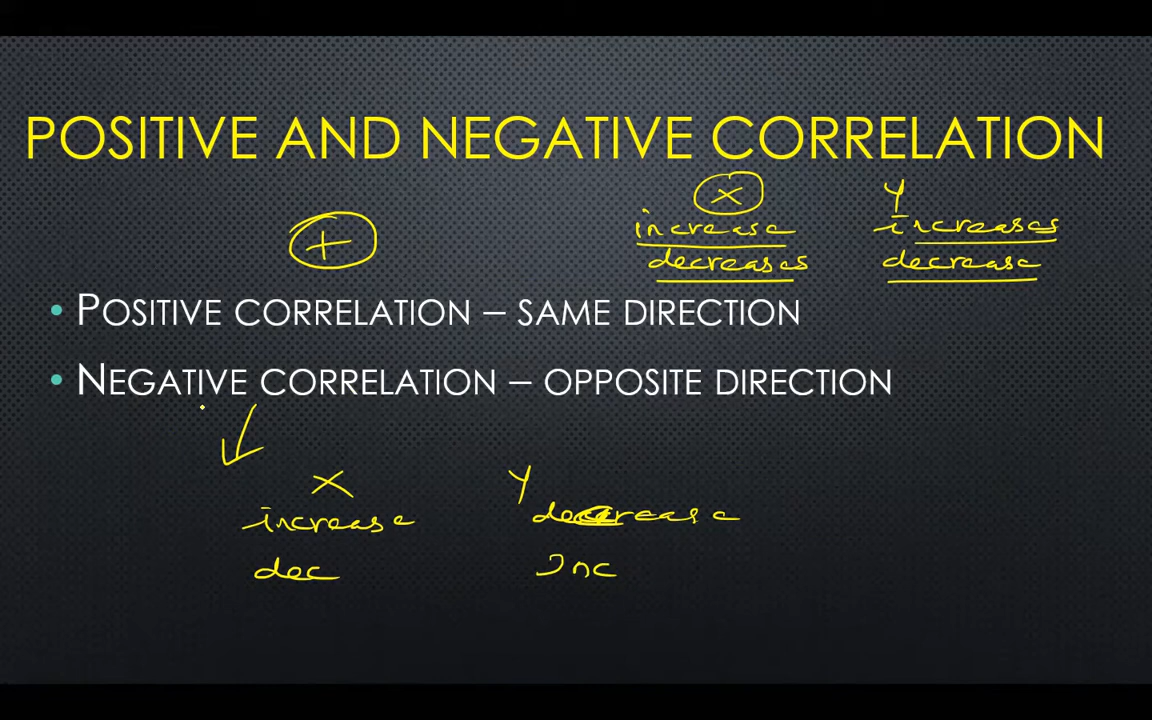 POSITIVE AND NEGATIVE CORRELATION
X Y
+
increase increases
decreases decrease
• POSITIVE CORRELATION – SAME DIRECTION
• NEGATIVE CORRELATION – OPPOSITE DIRECTION
X Y
increase decrease
dec Inc